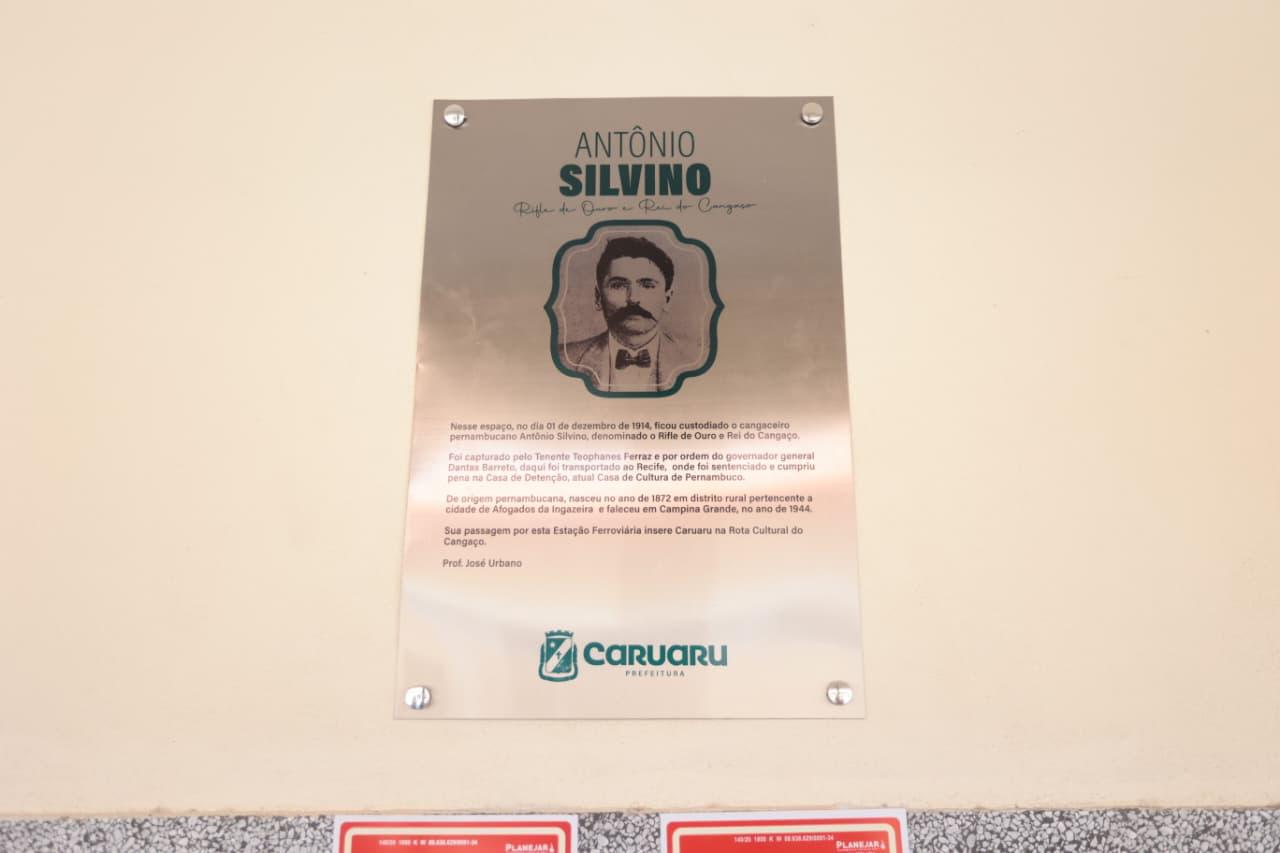 ANTÔNIO
SILVINO
Rifle de Ouro e Rei do Cangaço
Nesse espaço, no dia 01 de dezembro de 1914, ficou custodiado o cangaceiro
pernambucano Antônio Silvino, denominado o Rifle de Ouro e Rei do Cangaço.
Foi capturado pelo Tenente Teophanes Ferraz e por ordem do governador general
Dantas Barreto, daqui foi transportado ao Recife, onde foi sentenciado e cumpriu
pena na Casa de Detenção, atual Casa de Cultura de Pernambuco.
De origem pernambucana, nasceu no ano de 1872 em distrito rural pertencente a
cidade de Afogados da Ingazeira e faleceu em Campina Grande, no ano de 1944.
Sua passagem por esta Estação Ferroviária insere Caruaru na Rota Cultural do
Cangaço.
Prof. José Urbano
CARUARU
PREFEITURA
PLANEJAR
PLANEJAR